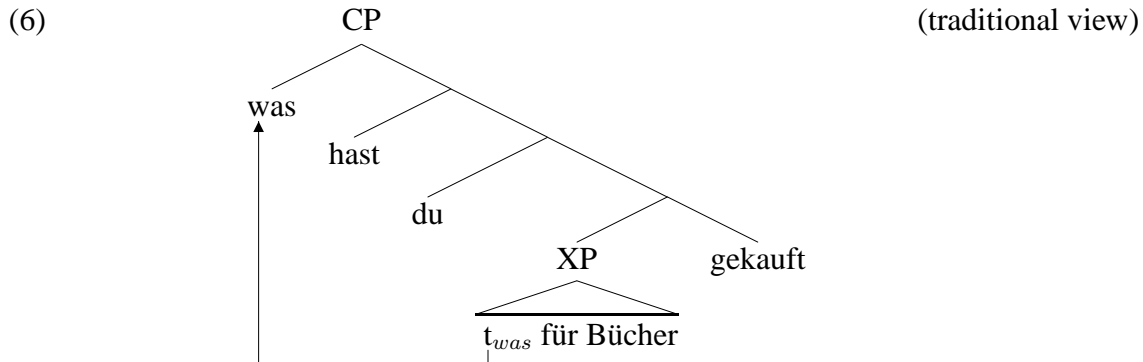 (6) CP (traditional view)
was
hast
du
XP gekauft
t_was für Bücher